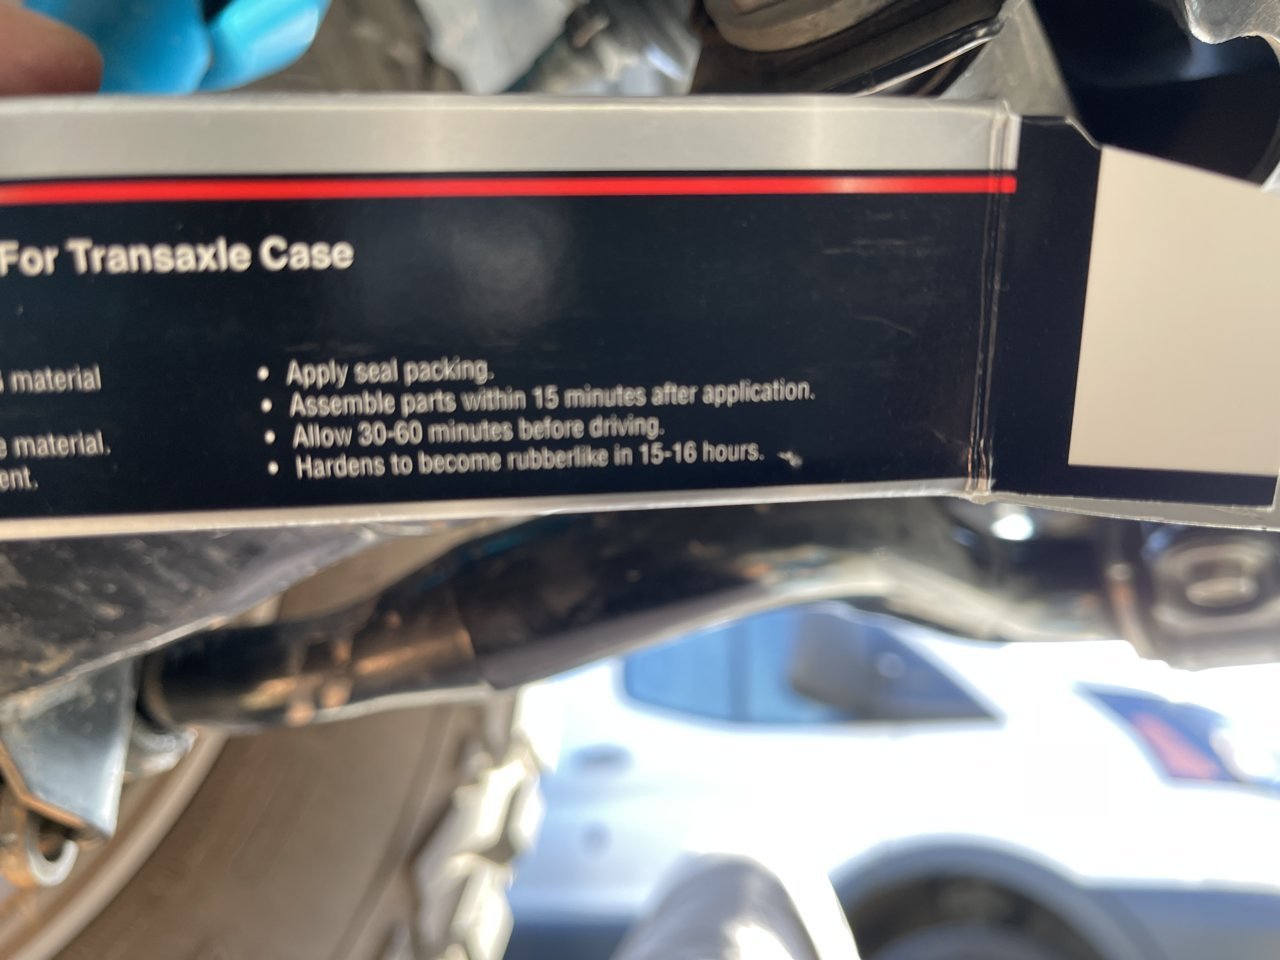 For Transaxle Case
material
material.
• Apply seal packing.
• Assemble parts within 15 minutes after application.
• Allow 30-60 minutes before driving.
• Hardens to become rubberlike in 15-16 hours.